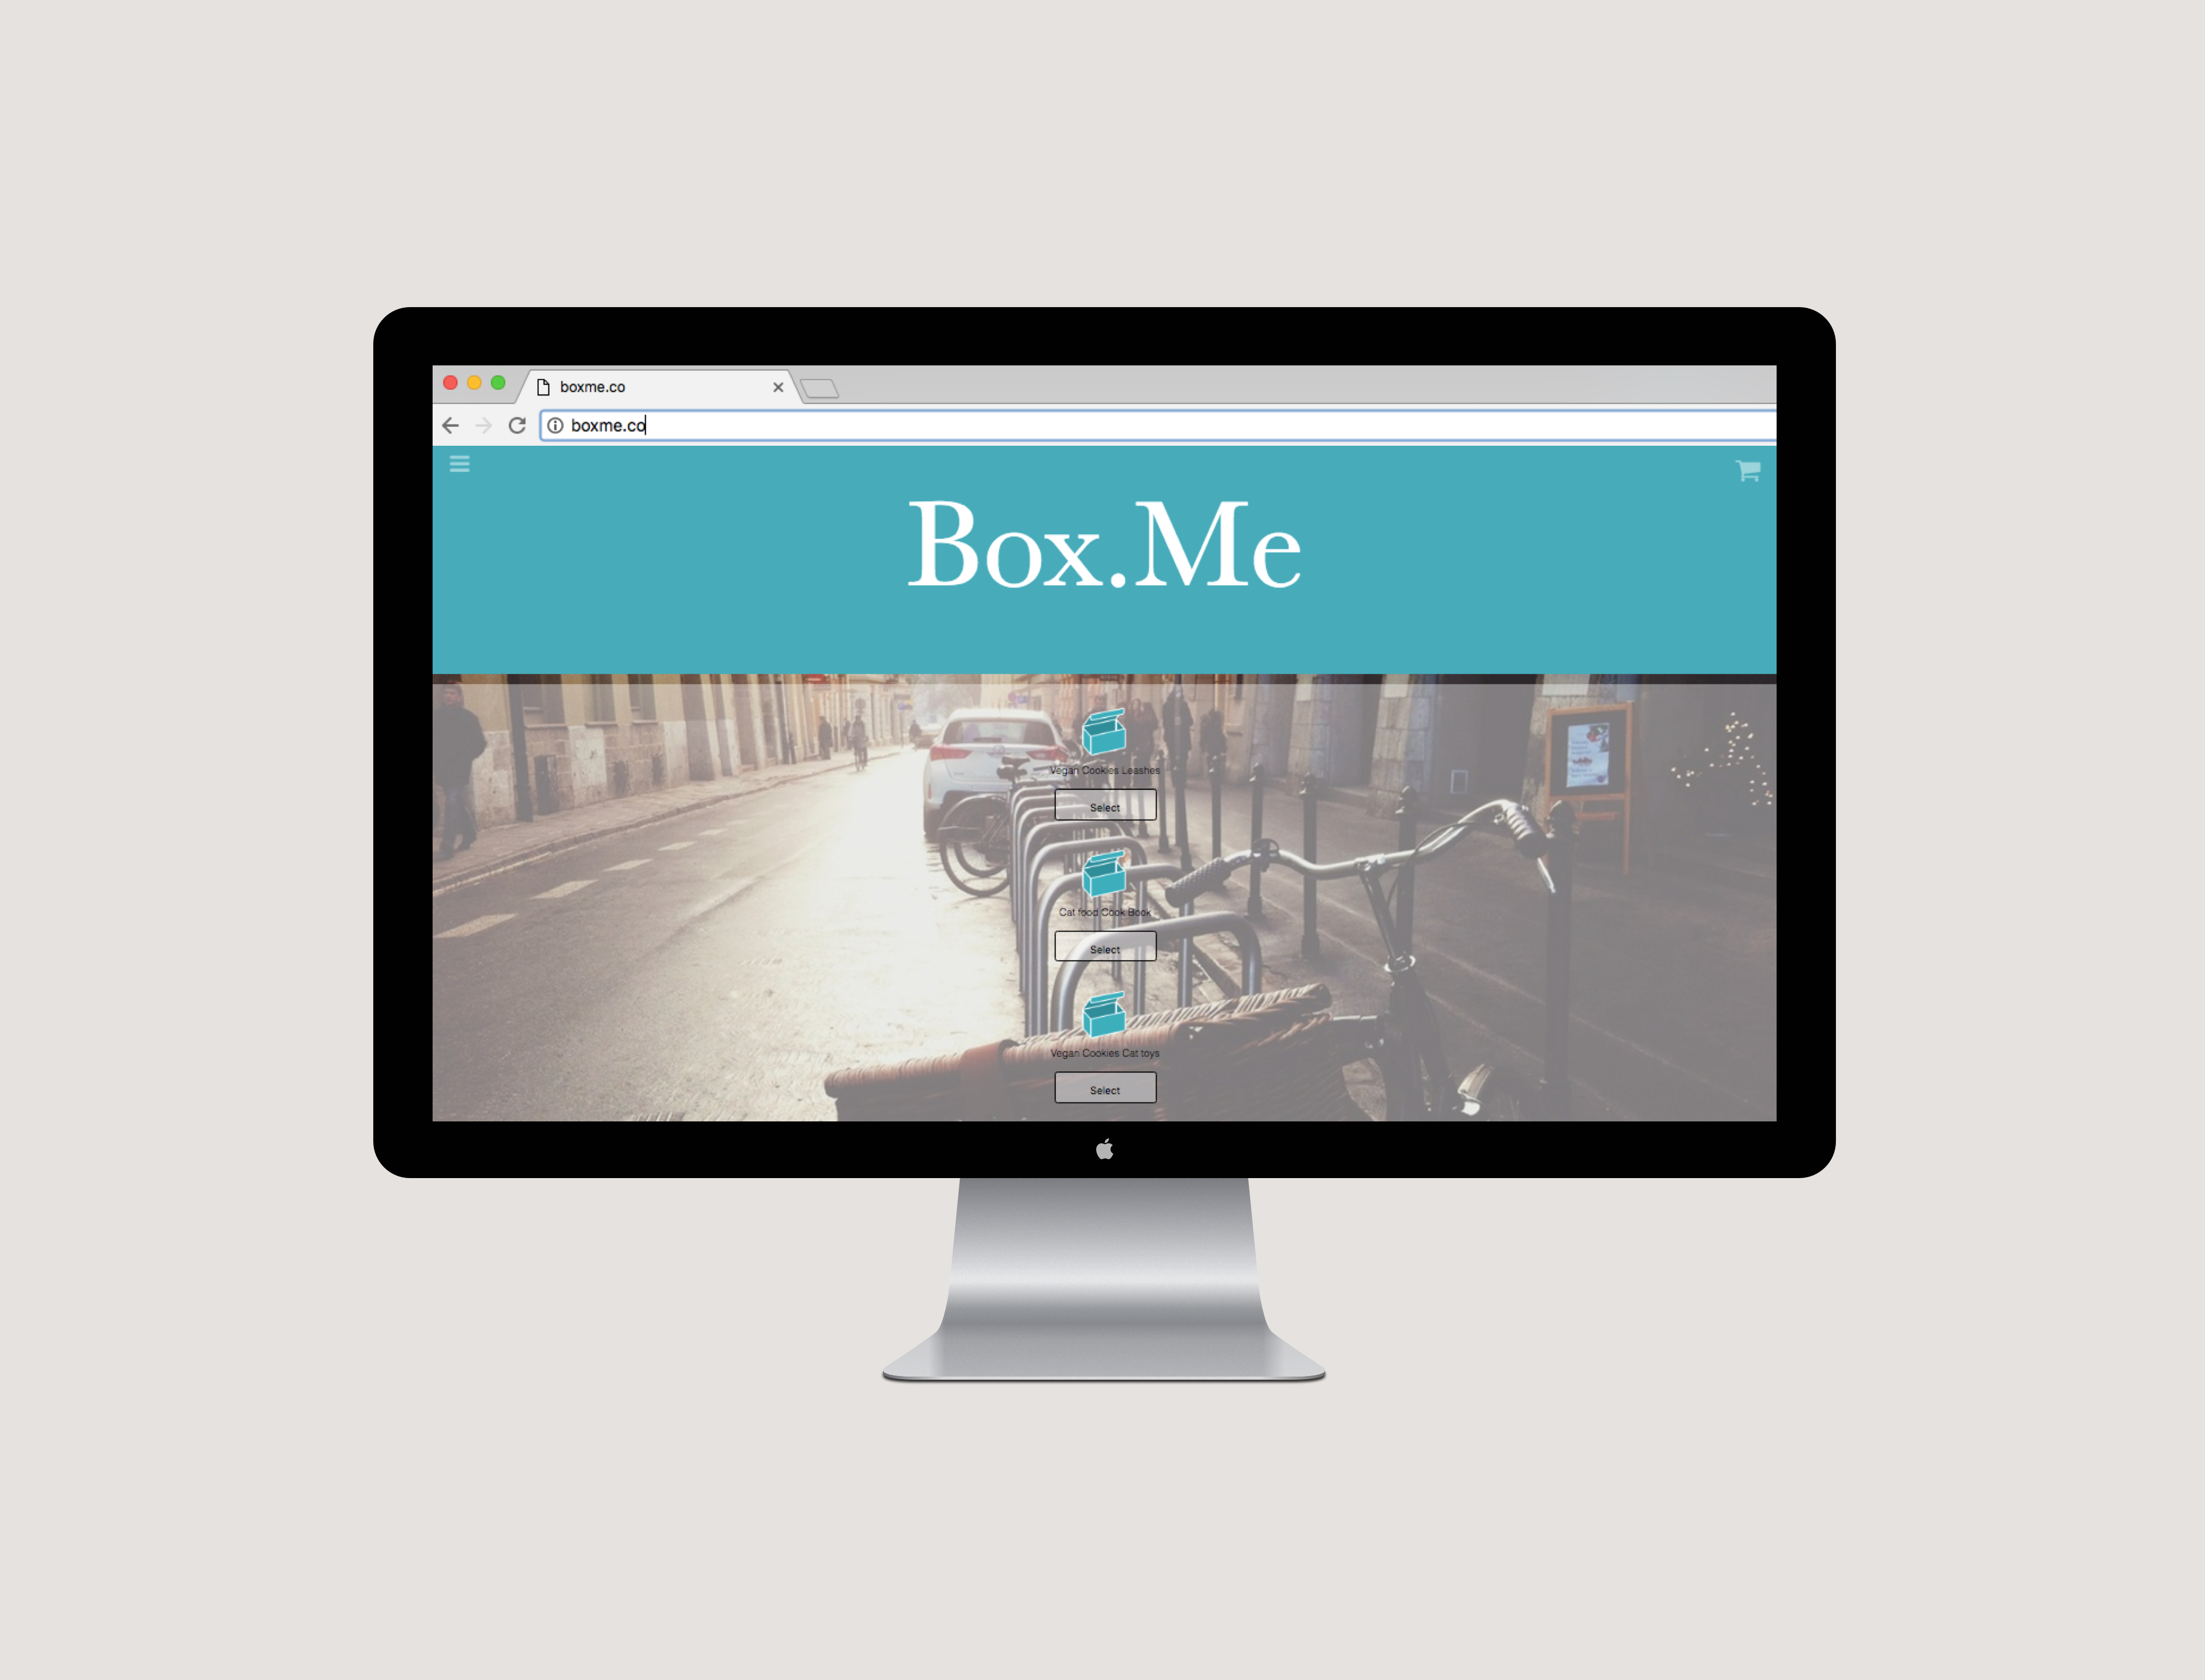 boxme.co
boxme.co
Box.Me
Vegan Cookies Leashes
Select
Cat food Cook Book
Select
Vegan Cookies Cat toys
Select